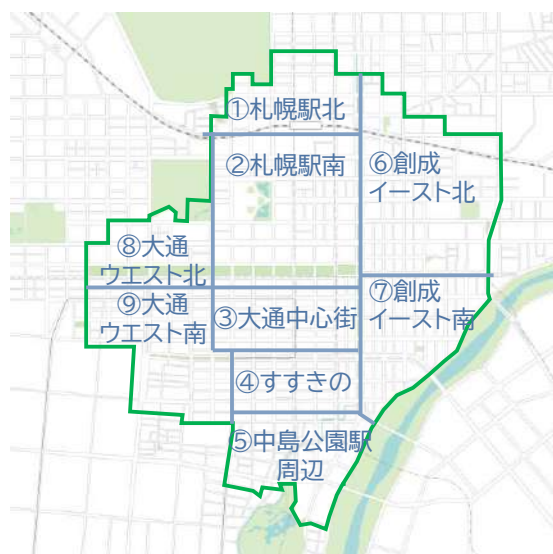 ①札幌駅北
②札幌駅南
⑥創成
イースト北
⑧大通
ウエスト北
⑨大通
ウエスト南
③大通中心街
⑦創成
イースト南
④すすきの
⑤中島公園駅
周辺